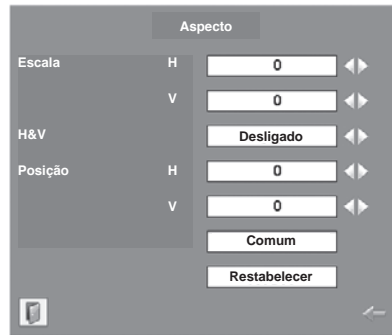 Aspecto
Escala H 0
V 0
H&V Desligado
Posição H 0
V 0
Comum
Restabelecer